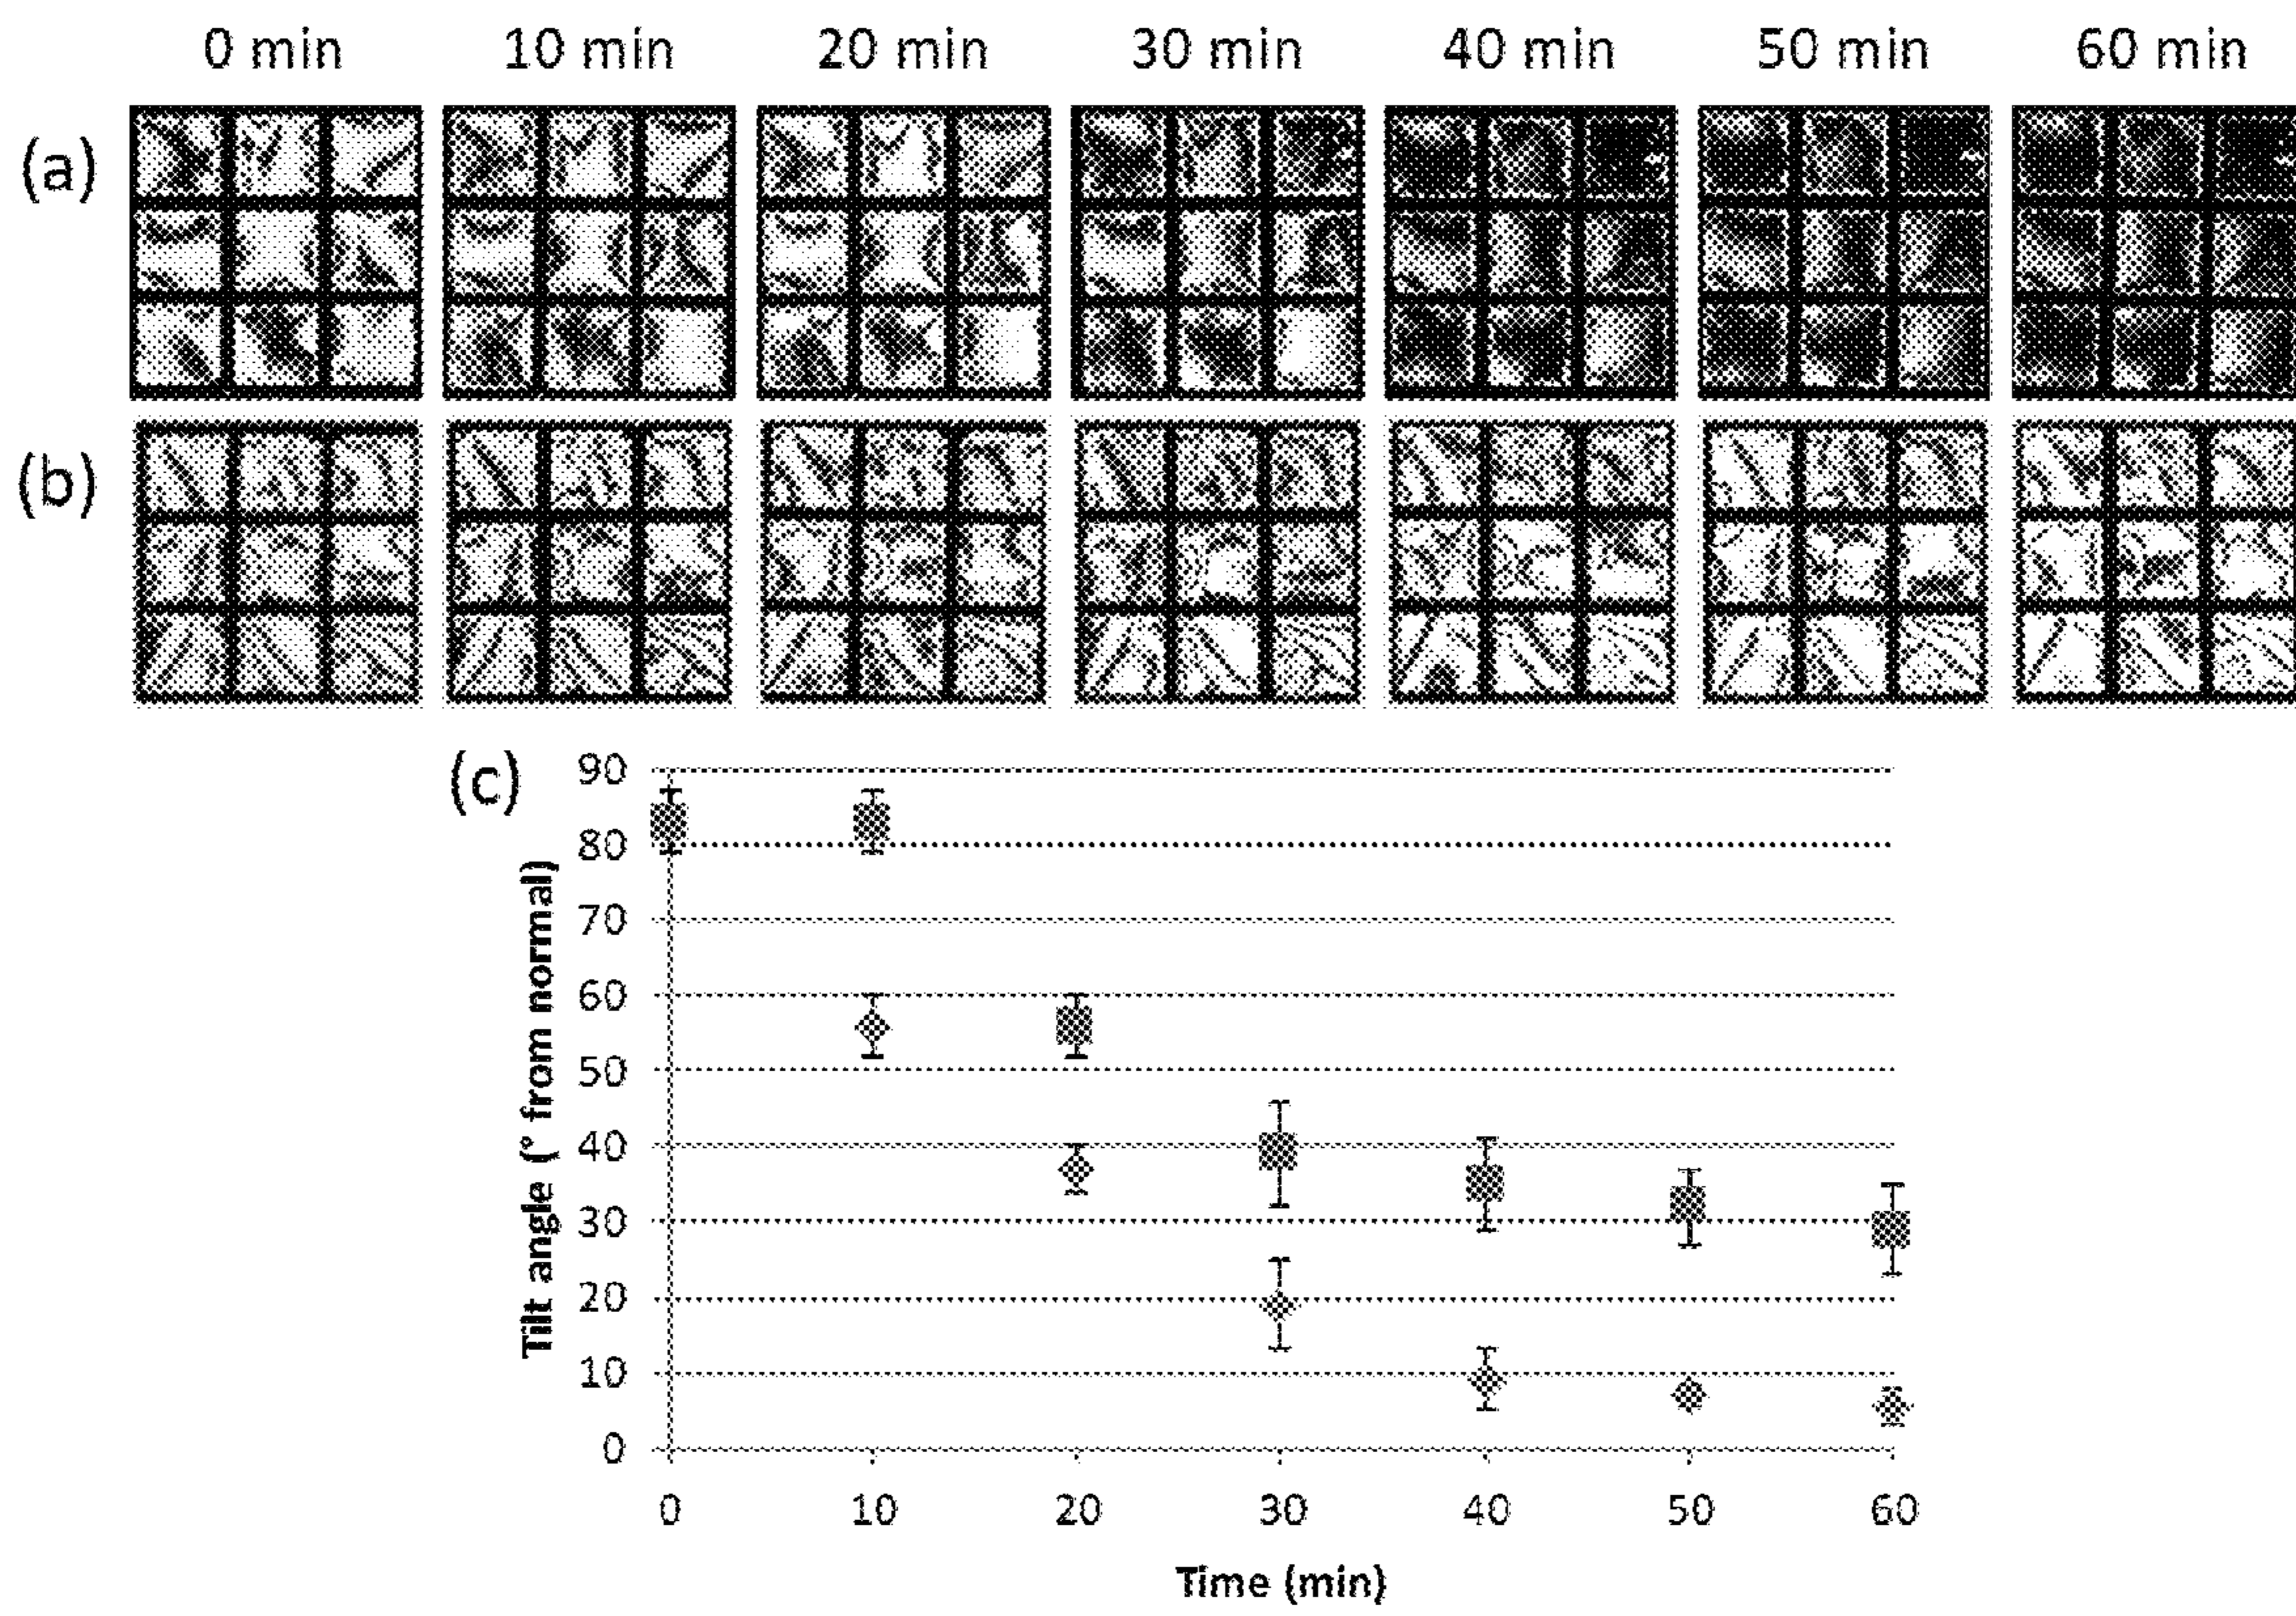 0 min 10 min 20 min 30 min 40 min 50 min 60 min
(a)
(b)
(c)
90
80
70
60
50
40
30
20
10
0
Tilt angle (° from normal)
0 10 20 30 40 50 60
Time (min)